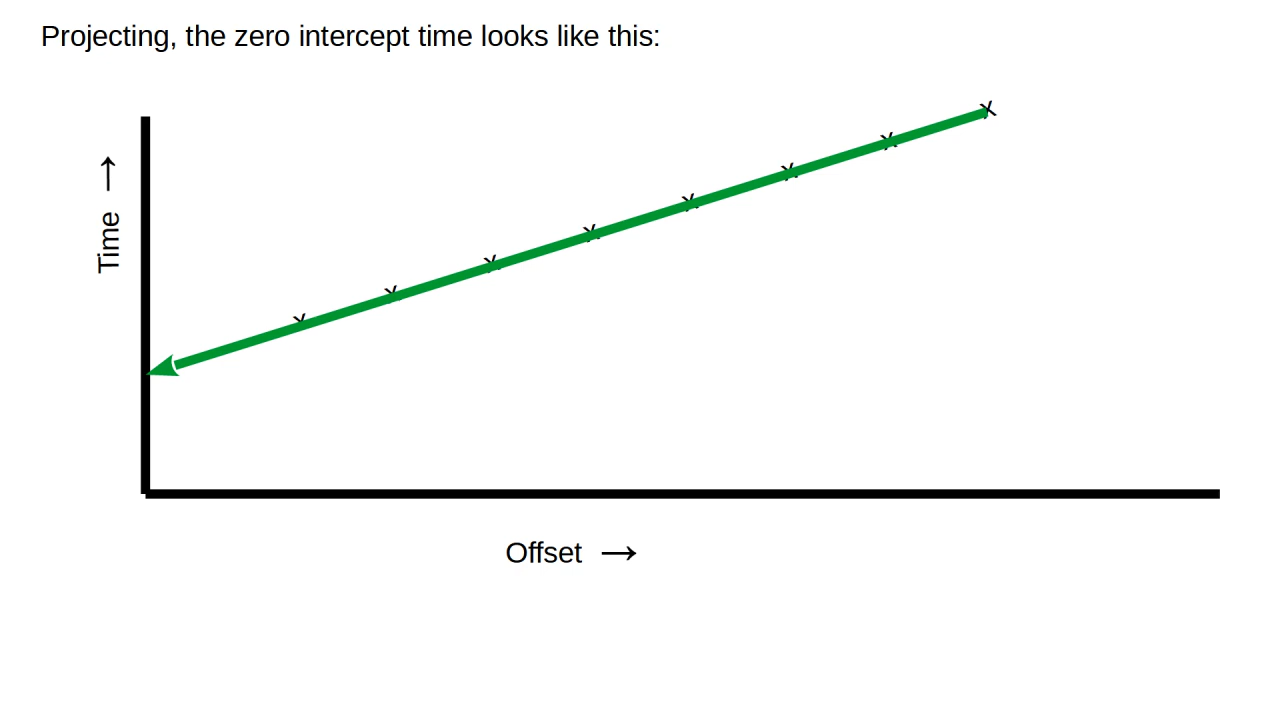 Projecting, the zero intercept time looks like this:
Time →
x x x x x x x x
Offset →